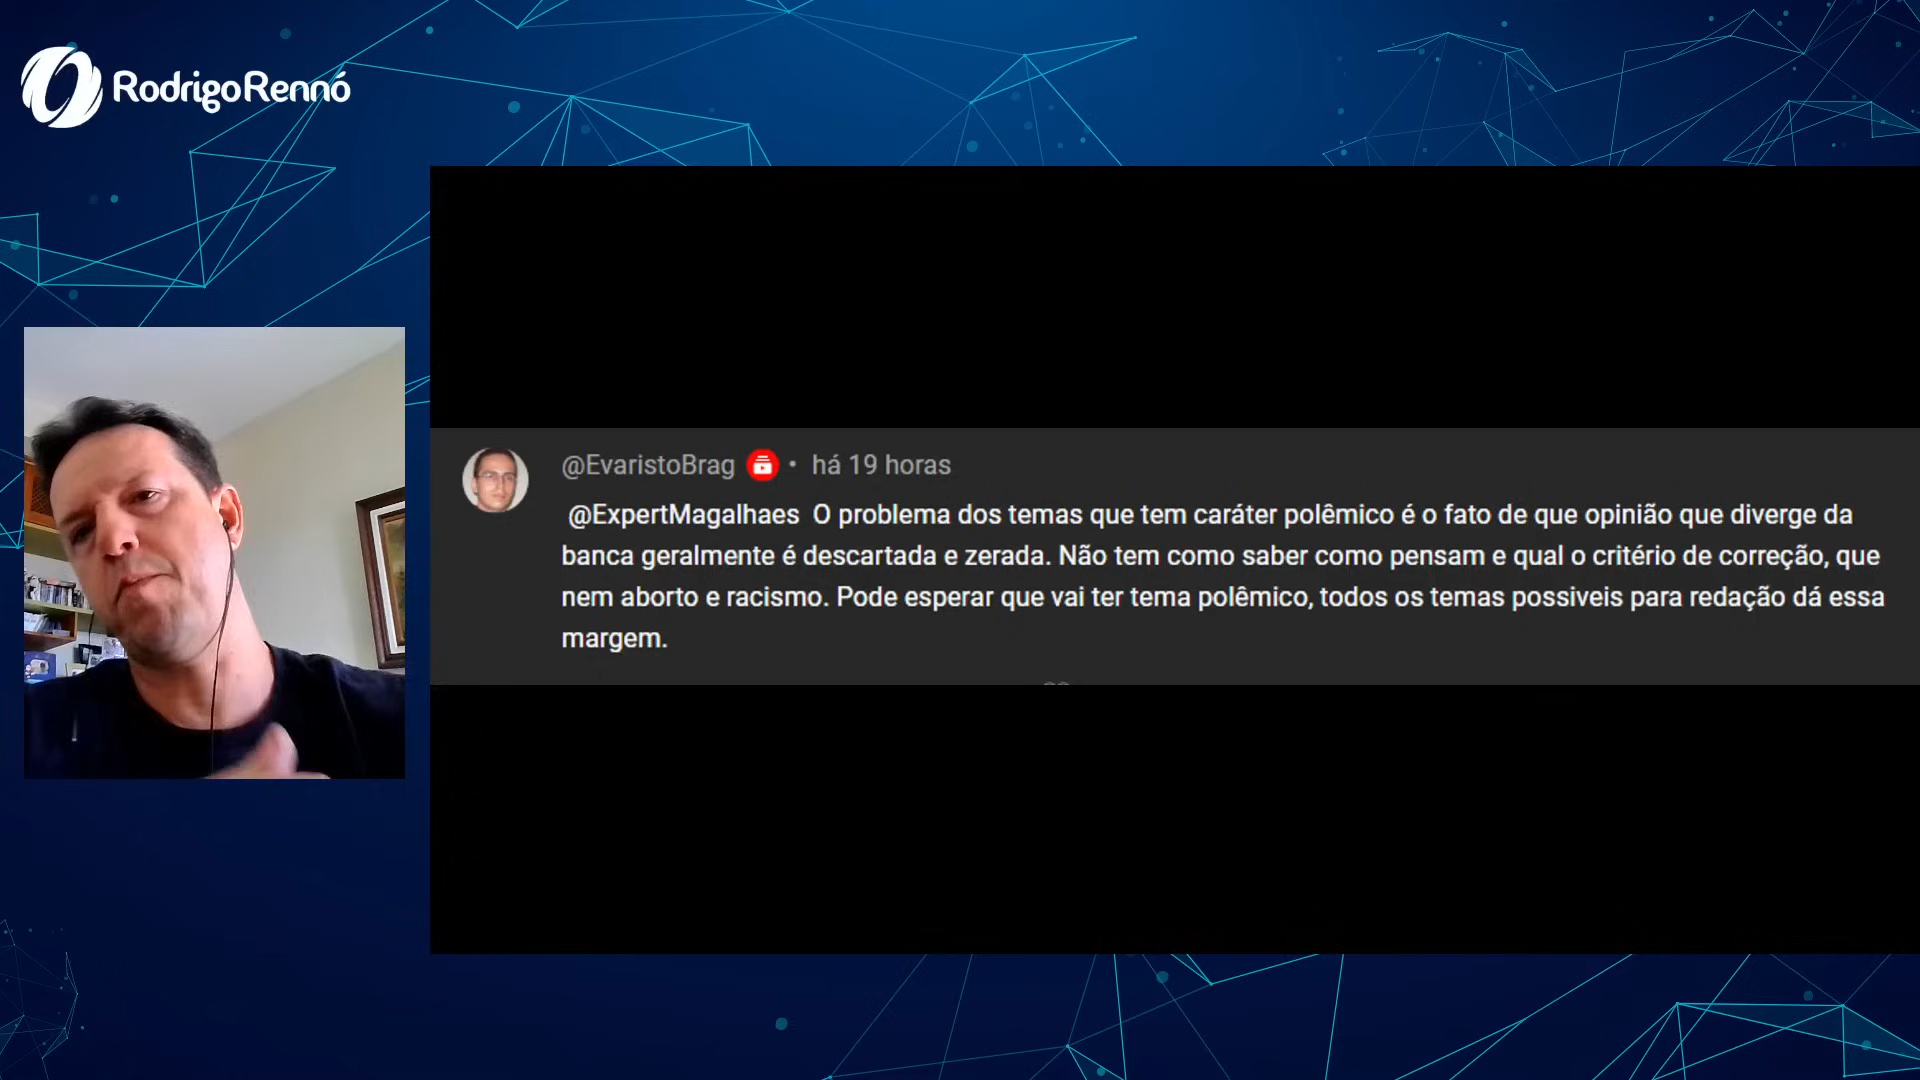 RodrigoRennó
@EvaristoBrag • há 19 horas
@ExpertMagalhaes O problema dos temas que tem caráter polêmico é o fato de que opinião que diverge da
banca geralmente é descartada e zerada. Não tem como saber como pensam e qual o critério de correção, que
nem aborto e racismo. Pode esperar que vai ter tema polêmico, todos os temas possiveis para redação dá essa
margem.